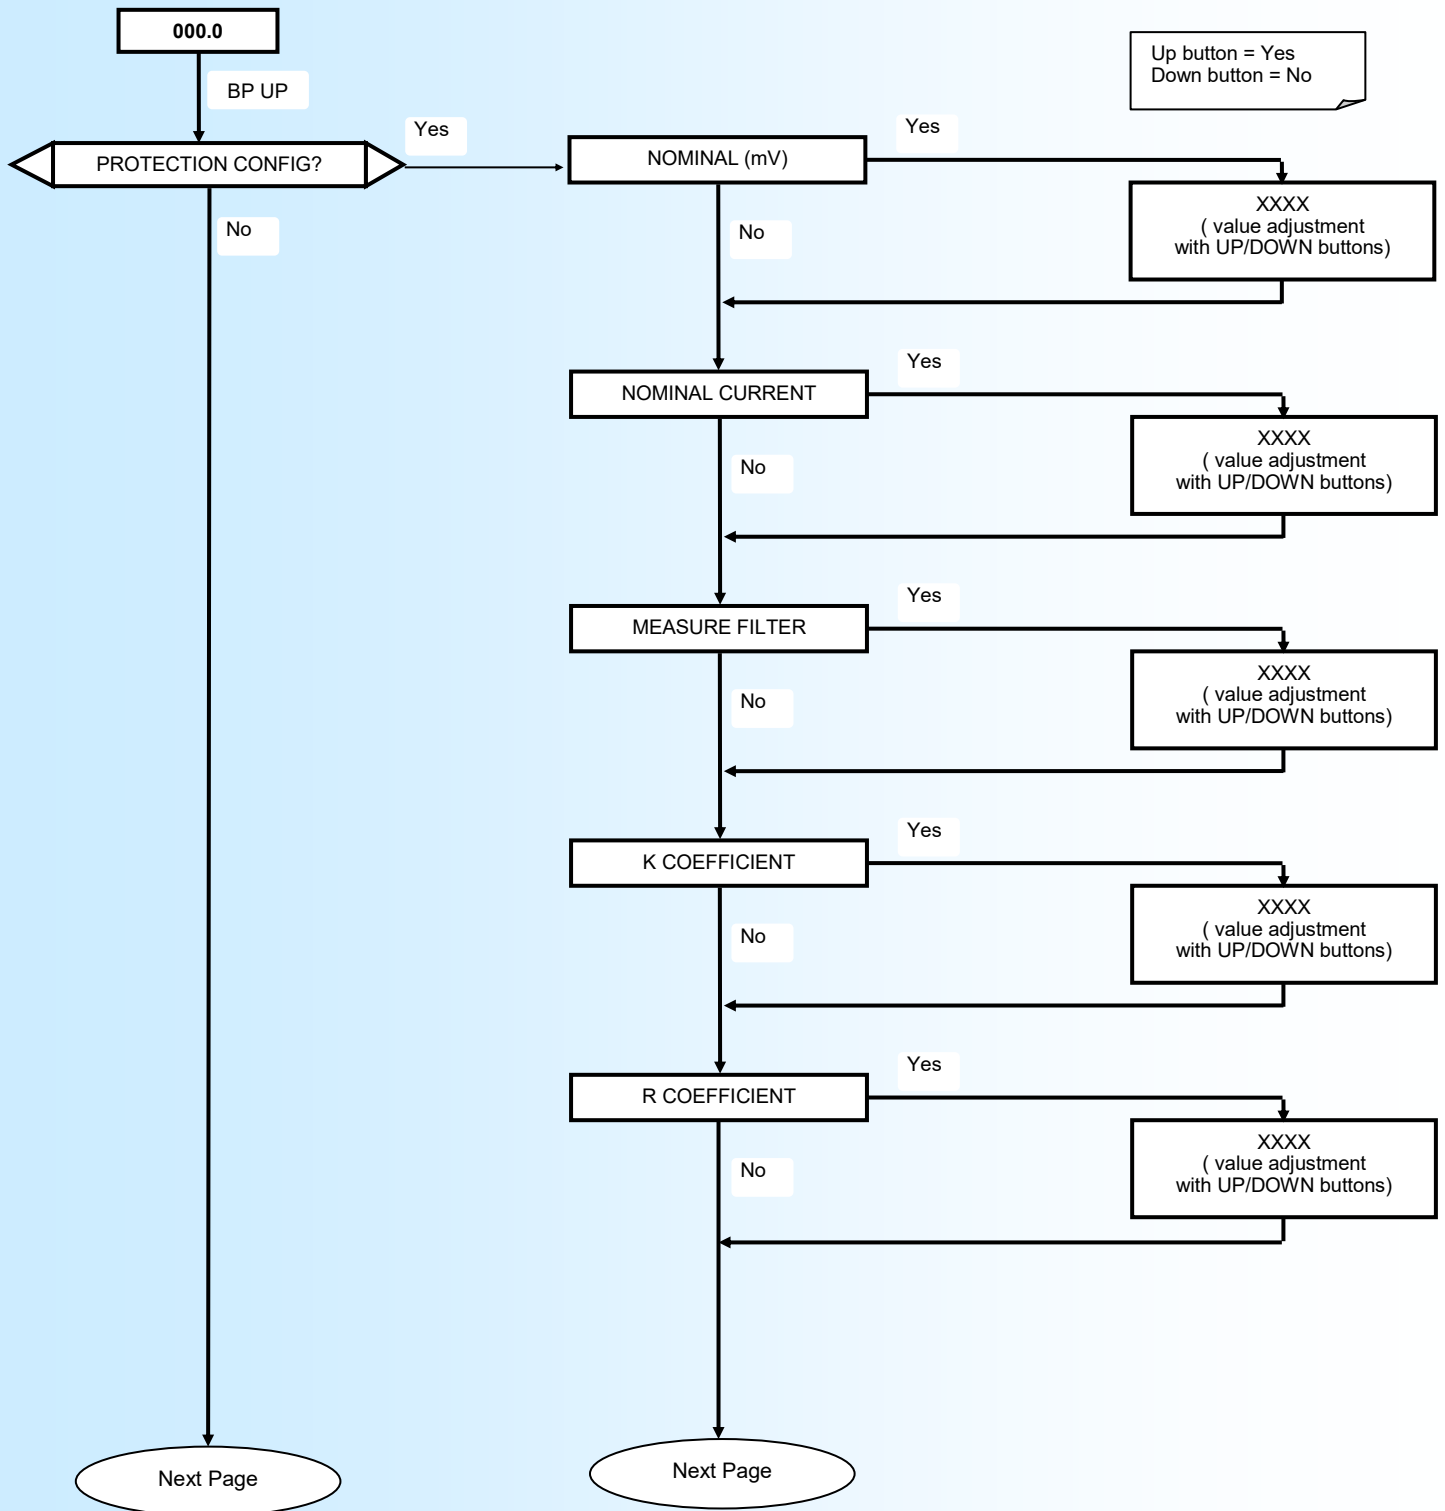 000.0
BP UP
Up button = Yes
Down button = No
PROTECTION CONFIG?
Yes
No
NOMINAL (mV)
Yes
No
XXXX
( value adjustment
with UP/DOWN buttons)
NOMINAL CURRENT
Yes
No
XXXX
( value adjustment
with UP/DOWN buttons)
MEASURE FILTER
Yes
No
XXXX
( value adjustment
with UP/DOWN buttons)
K COEFFICIENT
Yes
No
XXXX
( value adjustment
with UP/DOWN buttons)
R COEFFICIENT
Yes
No
XXXX
( value adjustment
with UP/DOWN buttons)
Next Page
Next Page